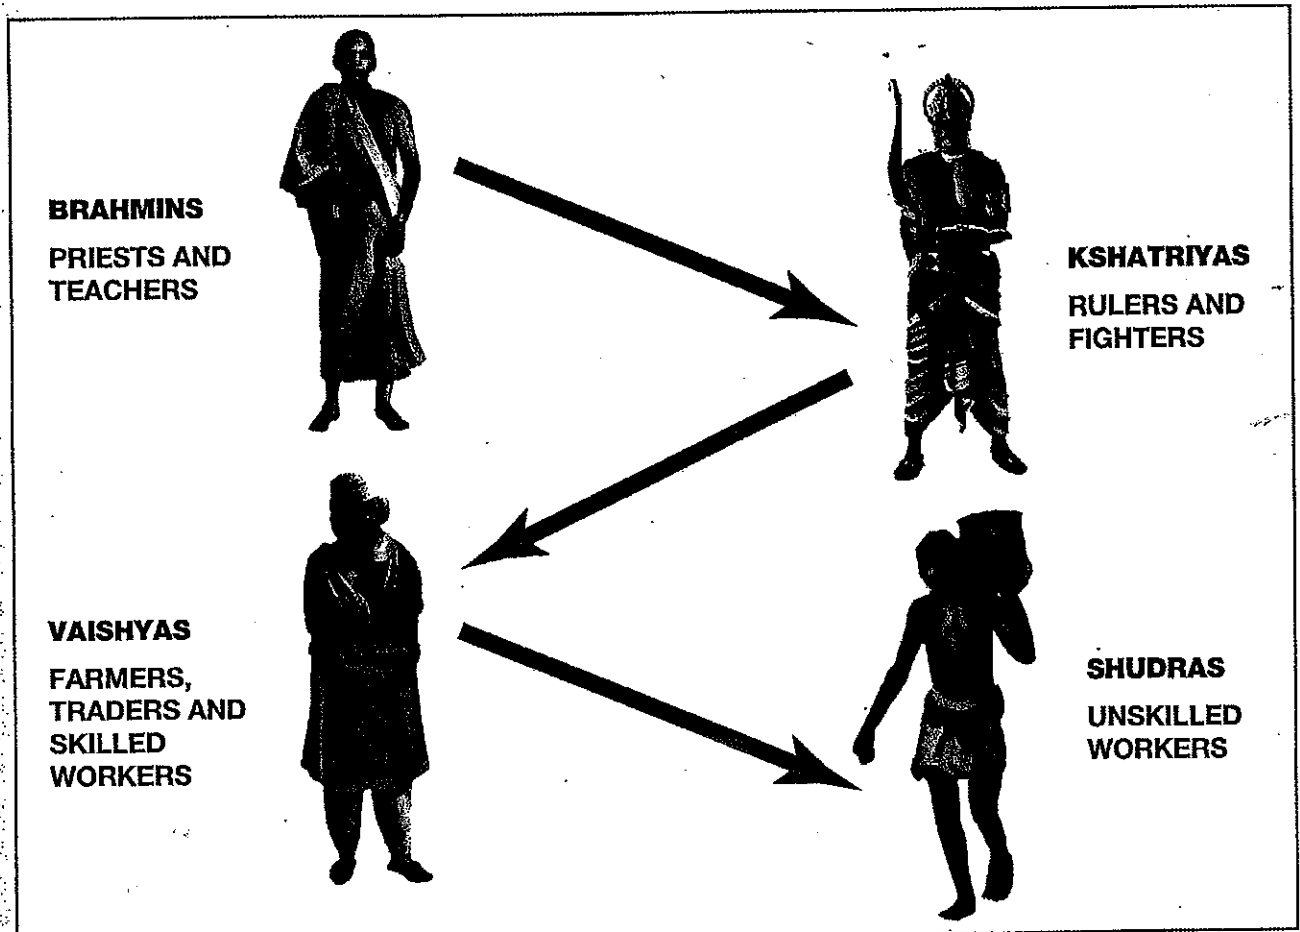 BRAHMINS
PRIESTS AND
TEACHERS
KSHATRIYAS
RULERS AND
FIGHTERS
VAISHYAS
FARMERS,
TRADERS AND
SKILLED
WORKERS
SHUDRAS
UNSKILLED
WORKERS